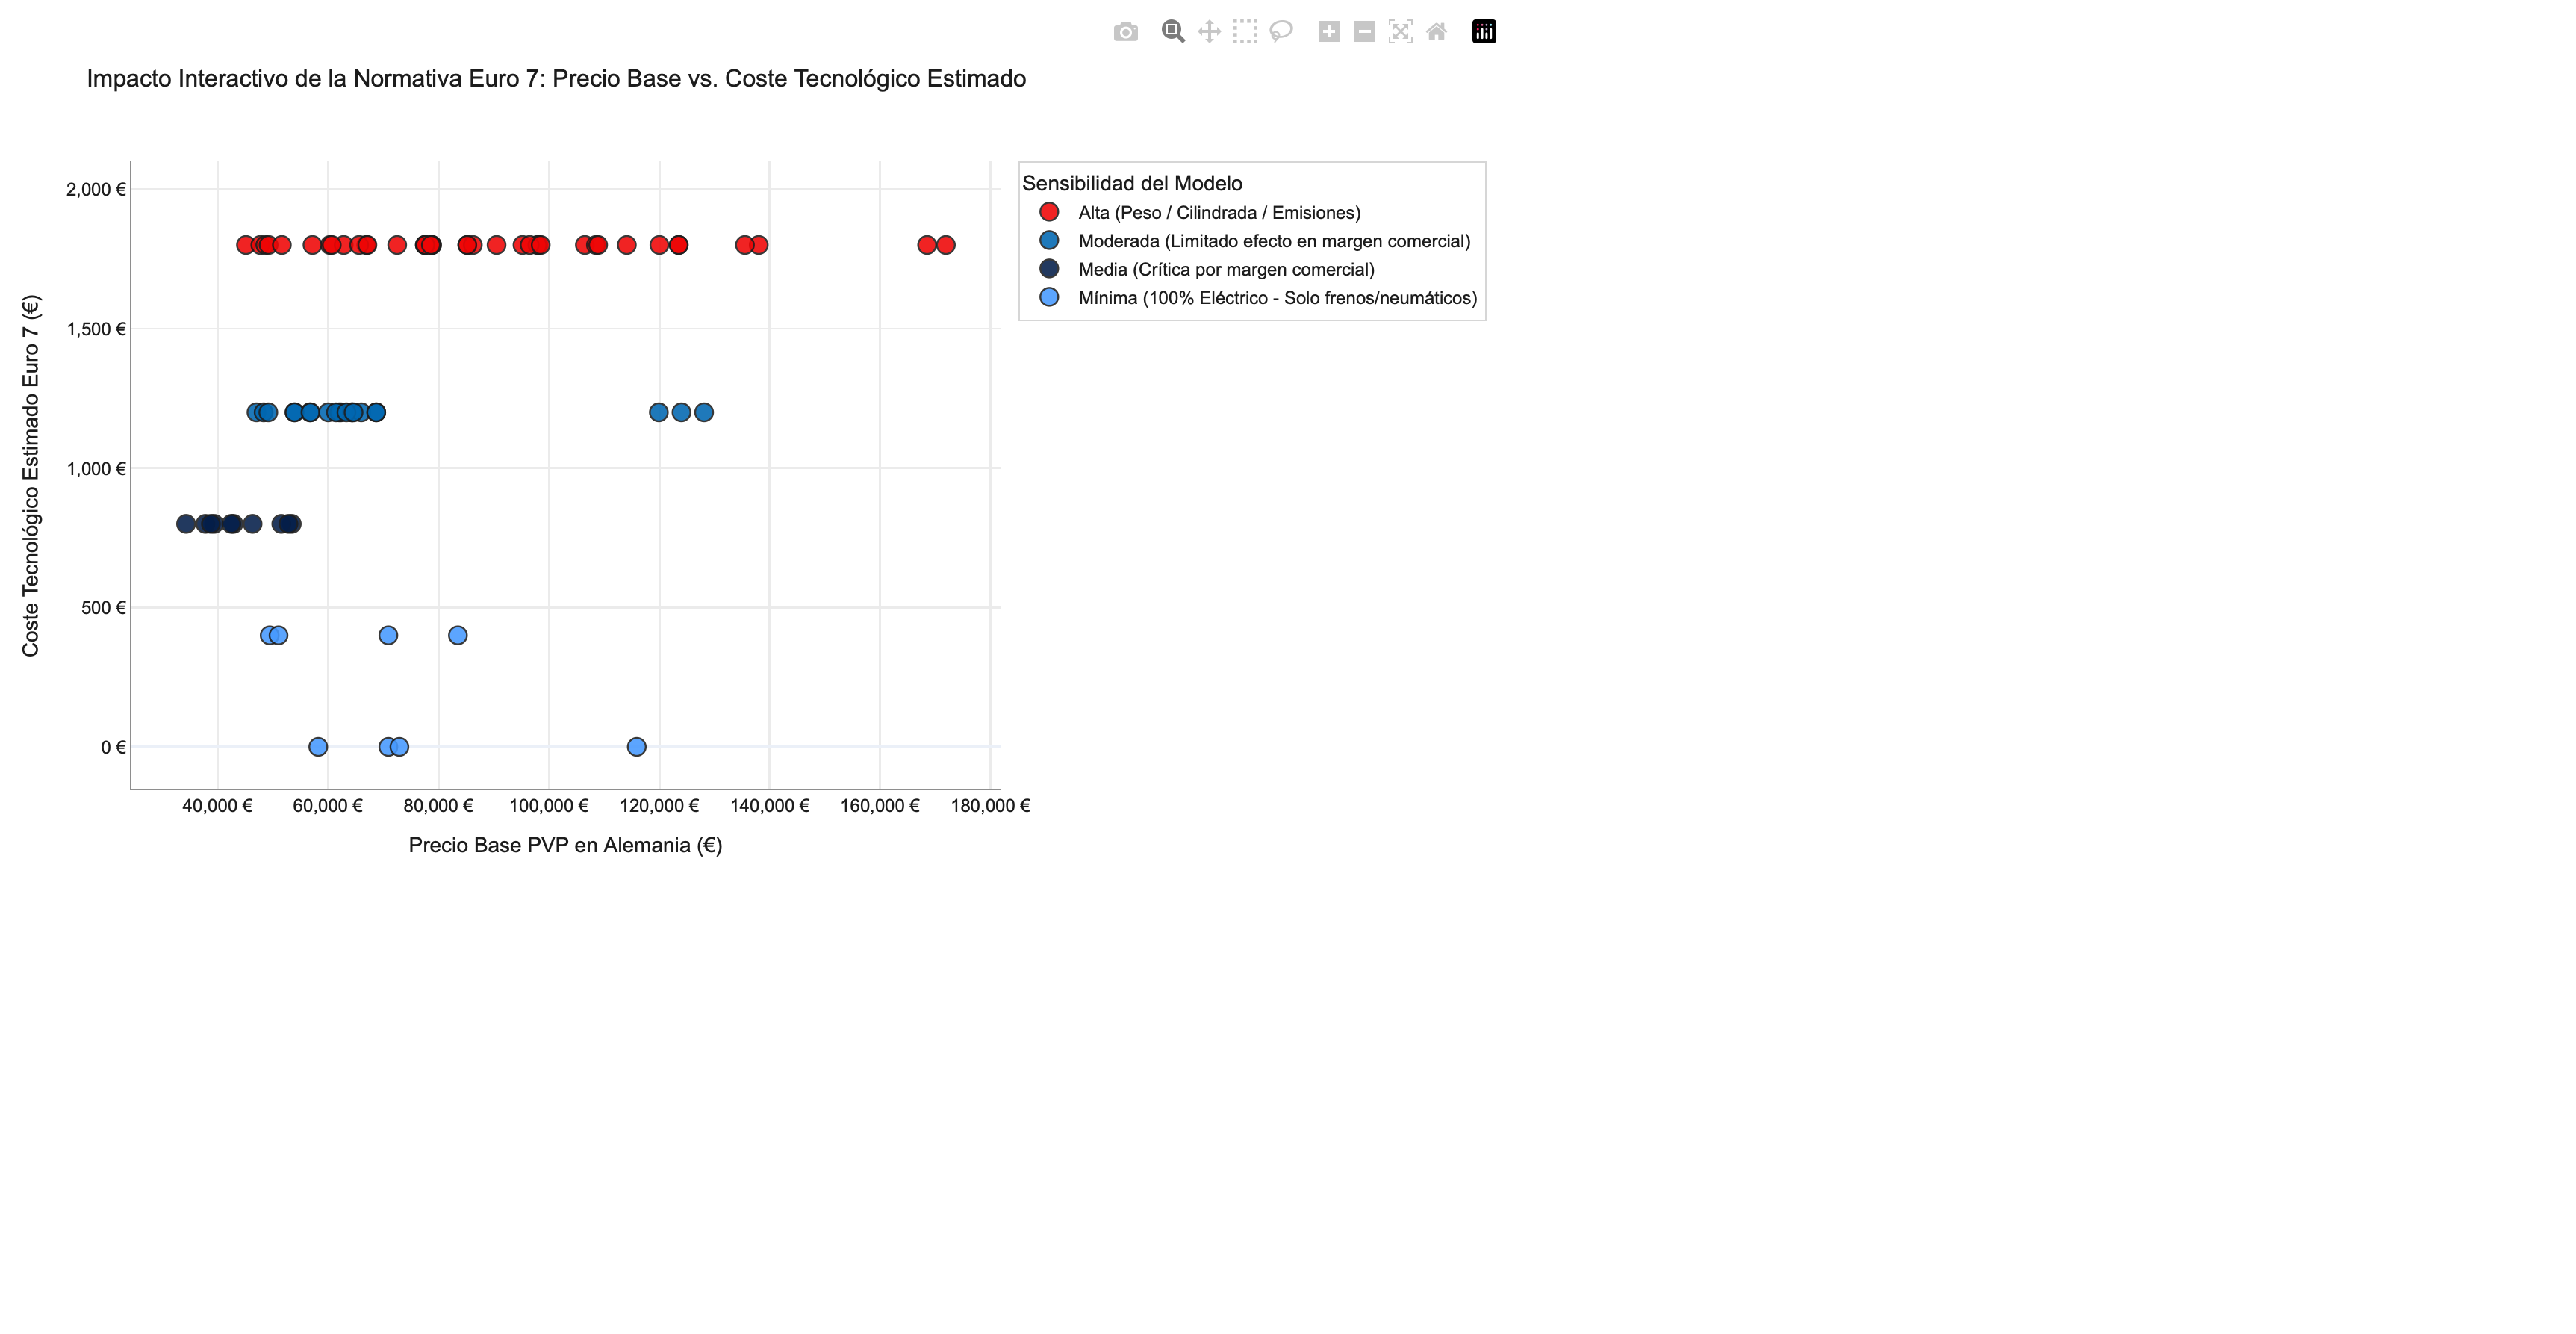 Impacto Interactivo de la Normativa Euro 7: Precio Base vs. Coste Tecnológico Estimado
Sensibilidad del Modelo
Alta (Peso / Cilindrada / Emisiones)
Moderada (Limitado efecto en margen comercial)
Media (Crítica por margen comercial)
Mínima (100% Eléctrico - Solo frenos/neumáticos)
Coste Tecnológico Estimado Euro 7 (€)
2,000 €
1,500 €
1,000 €
500 €
0 €
40,000 €
60,000 €
80,000 €
100,000 €
120,000 €
140,000 €
160,000 €
180,000 €
Precio Base PVP en Alemania (€)